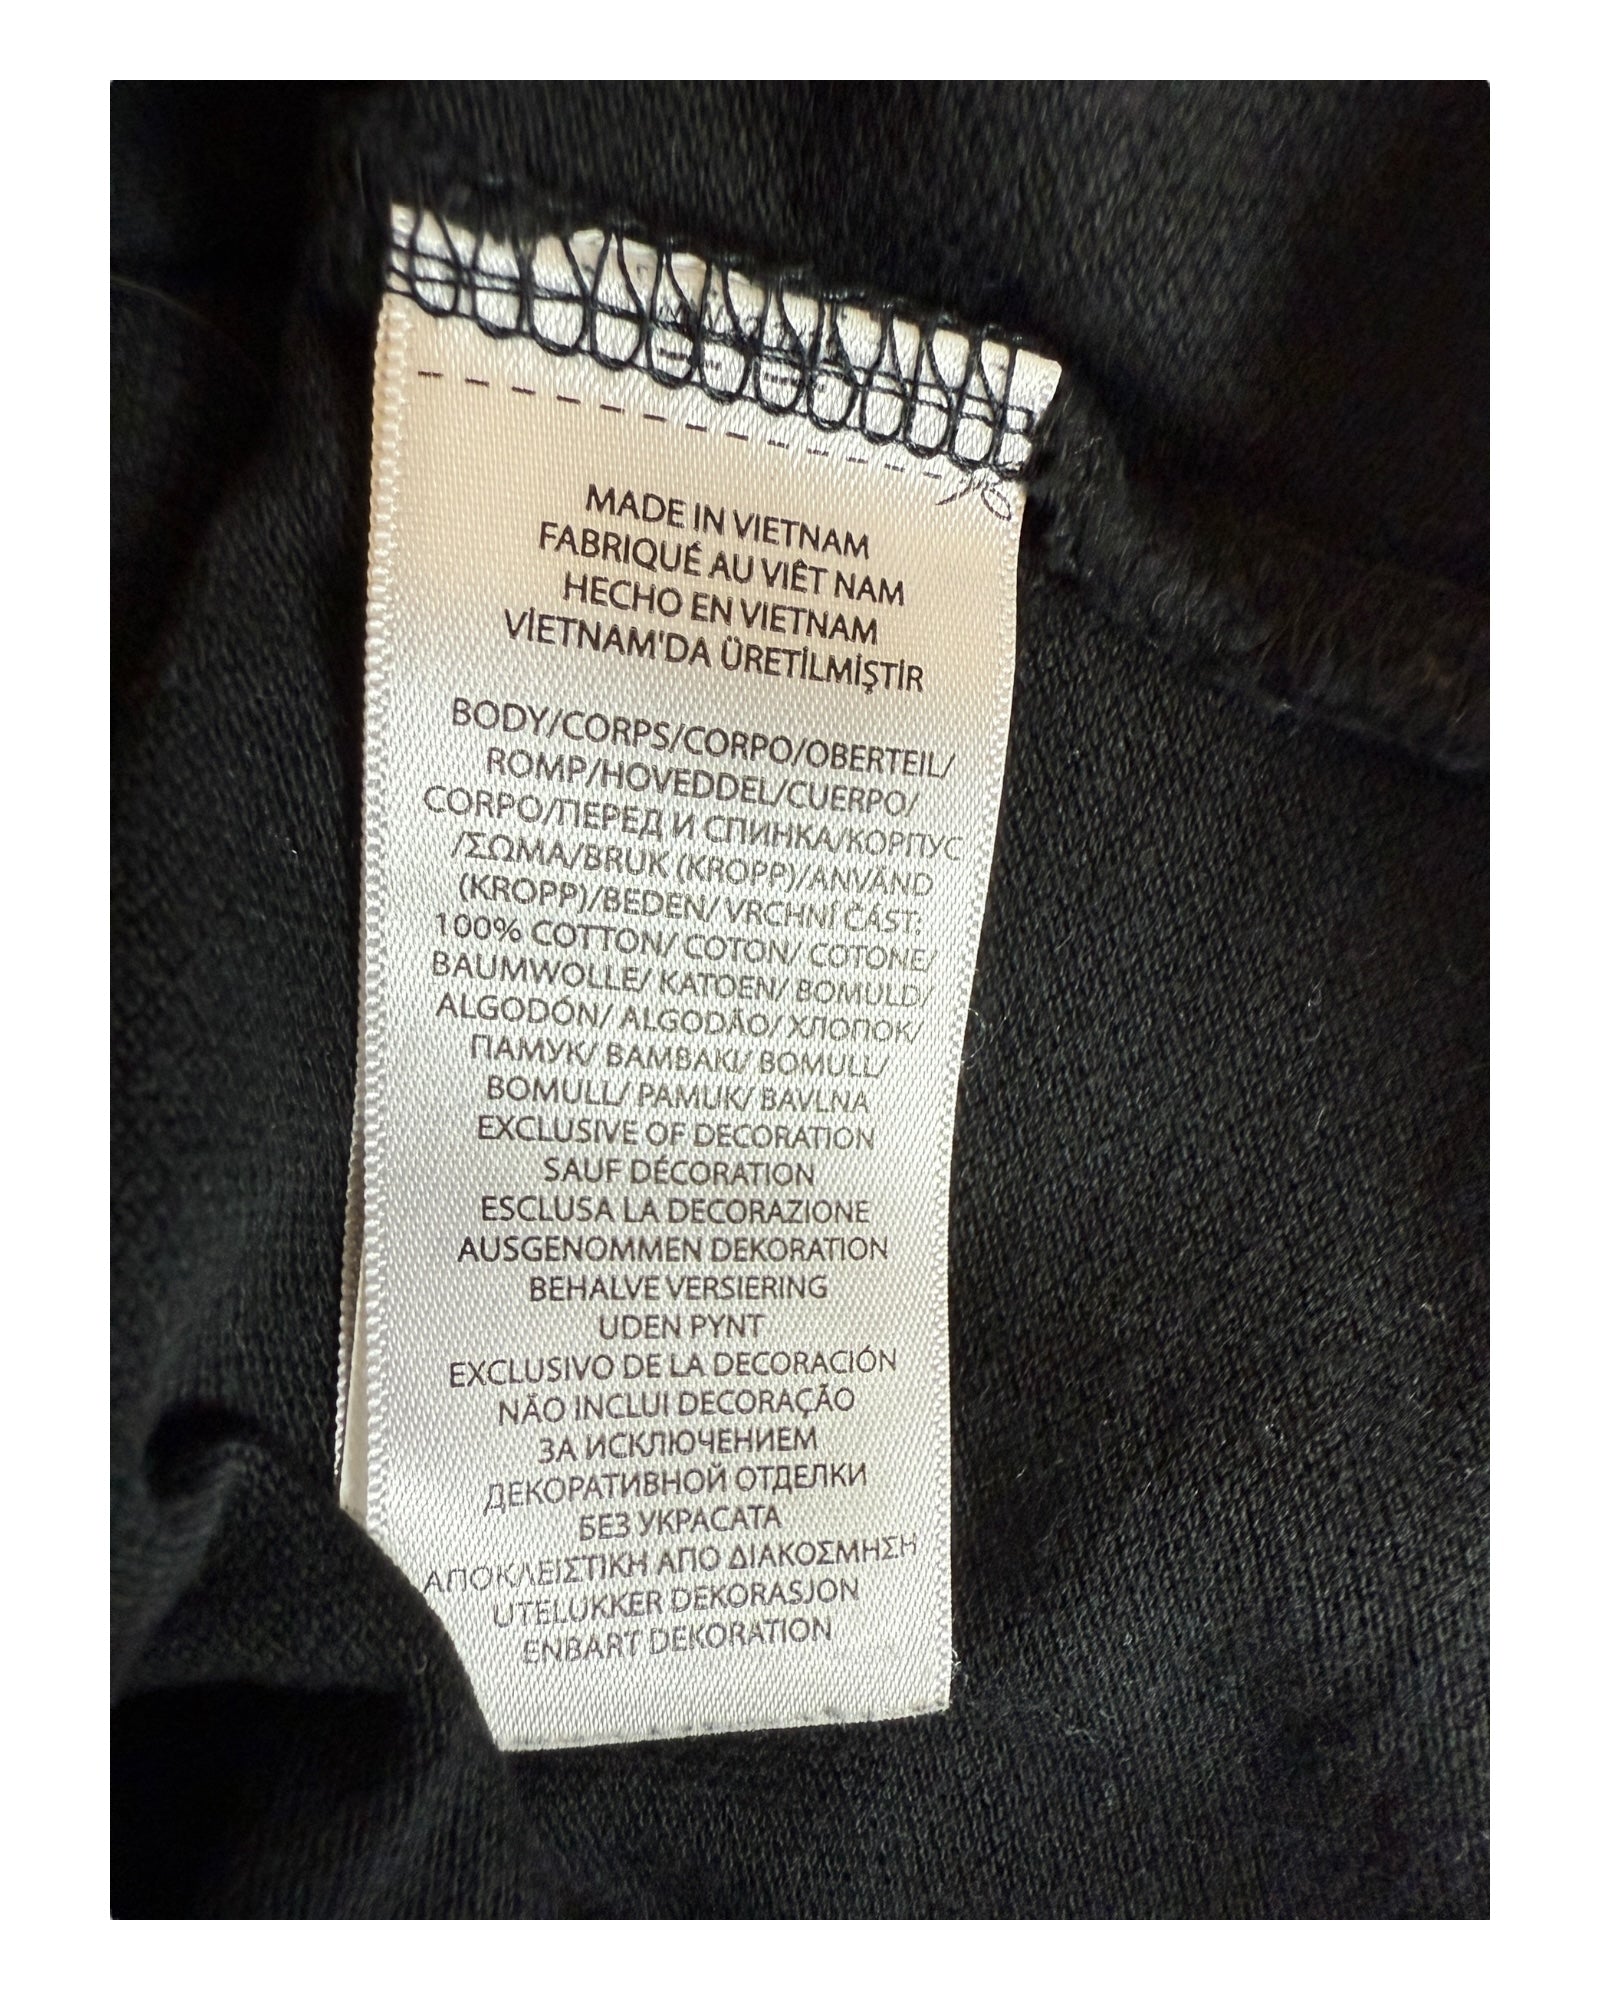 MADE IN VIETNAM
FABRIQUÉ AU VIÊT NAM
HECHO EN VIETNAM
VİETNAM'DA ÜRETİLMİŞTİR
BODY/CORPS/CORPO/OBERTEIL/
ROMP/HOVEDDEL/CUERPO/
CORPO/ПЕРЕД И СПИНКА/КОРПУС
/ΣΩΜΑ/BRUK (KROPP)/ANVÄND
(KROPP)/BEDEN/ VRCHNÍ ČÁST:
100% COTTON/ COTON/ COTONE/
BAUMWOLLE/ KATOEN/ BOMULD/
ALGODÓN/ ALGODÃO/ ХЛОПОК/
ПАМУК/ ΒΑΜΒΑΚΙ/ BOMULL/
BOMULL/ PAMUK/ BAVLNA
EXCLUSIVE OF DECORATION
SAUF DÉCORATION
ESCLUSA LA DECORAZIONE
AUSGENOMMEN DEKORATION
BEHALVE VERSIERING
UDEN PYNT
EXCLUSIVO DE LA DECORACIÓN
NÃO INCLUI DECORAÇÃO
ЗА ИСКЛЮЧЕНИЕМ
ДЕКОРАТИВНОЙ ОТДЕЛКИ
БЕЗ УКРАСАТА
ΑΠΟΚΛΕΙΣΤΙΚΗ ΑΠΟ ΔΙΑΚΟΣΜΗΣΗ
UTELUKKER DEKORASJON
ENBART DEKORATION